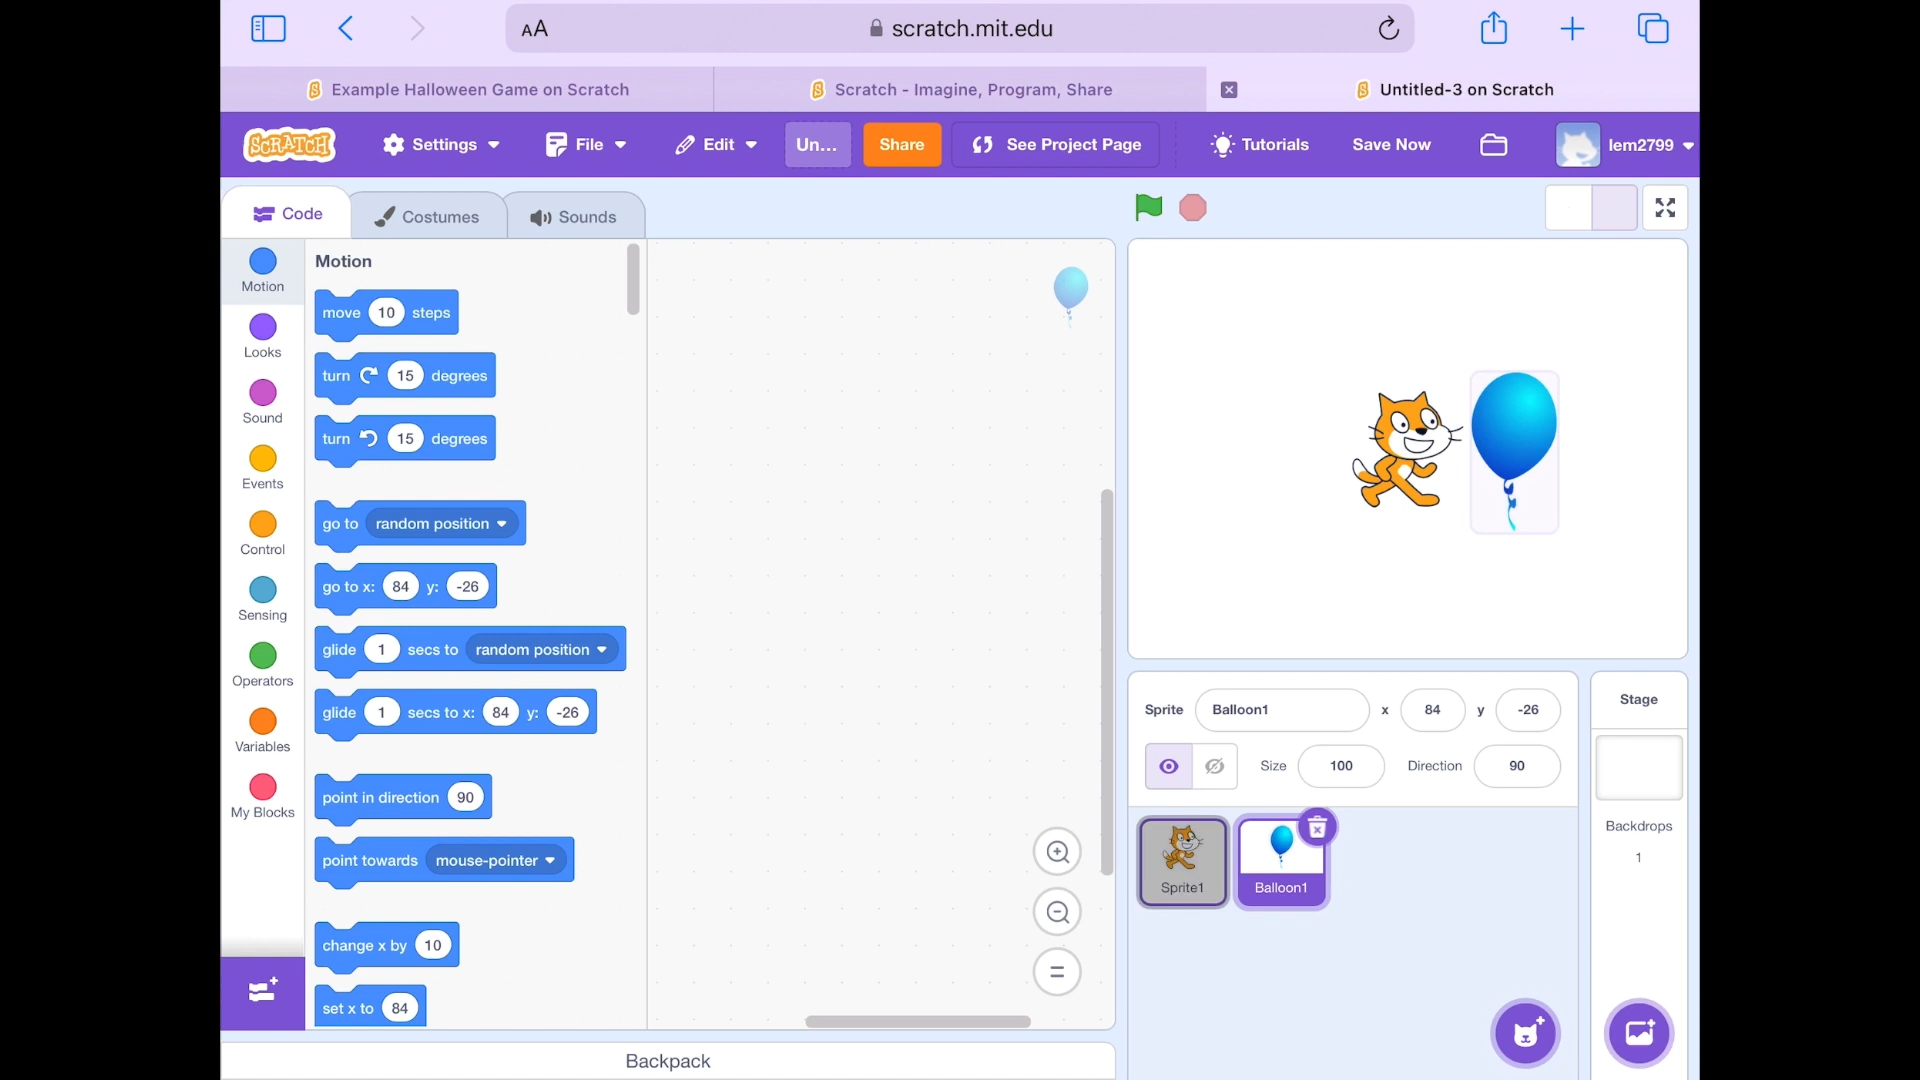 AA
scratch.mit.edu
Example Halloween Game on Scratch
Scratch - Imagine, Program, Share
Untitled-3 on Scratch
SCRATCH
Settings
File
Edit
Un...
Share
See Project Page
Tutorials
Save Now
lem2799
Code
Costumes
Sounds
Motion
Looks
Sound
Events
Control
Sensing
Operators
Variables
My Blocks
Motion
move 10 steps
turn 15 degrees
turn 15 degrees
go to random position
go to x: 84 y: -26
glide 1 secs to random position
glide 1 secs to x: 84 y: -26
point in direction 90
point towards mouse-pointer
change x by 10
set x to 84
Backpack
Sprite Balloon1 x 84 y -26
Size 100 Direction 90
Sprite1
Balloon1
Stage
Backdrops
1